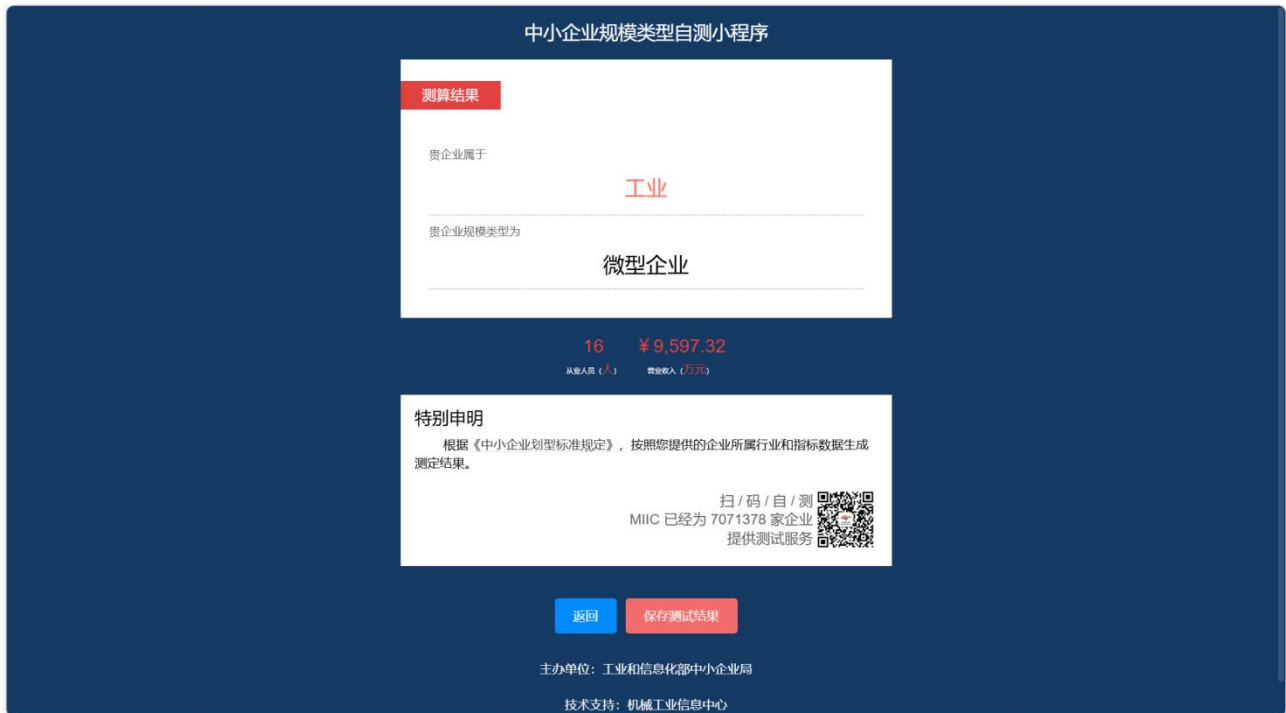 中小企业规模类型自测小程序
测算结果
贵企业属于
工业
贵企业规模类型为
微型企业
16 ¥9,597.32
从业人员（人） 营业收入（万元）
特别申明
根据《中小企业划型标准规定》，按照您提供的企业所属行业和指标数据生成
测定结果。
扫 / 码 / 自 / 测
MIIC 已经为 7071378 家企业
提供测试服务
返回 保存测试结果
主办单位：工业和信息化部中小企业局
技术支持：机械工业信息中心